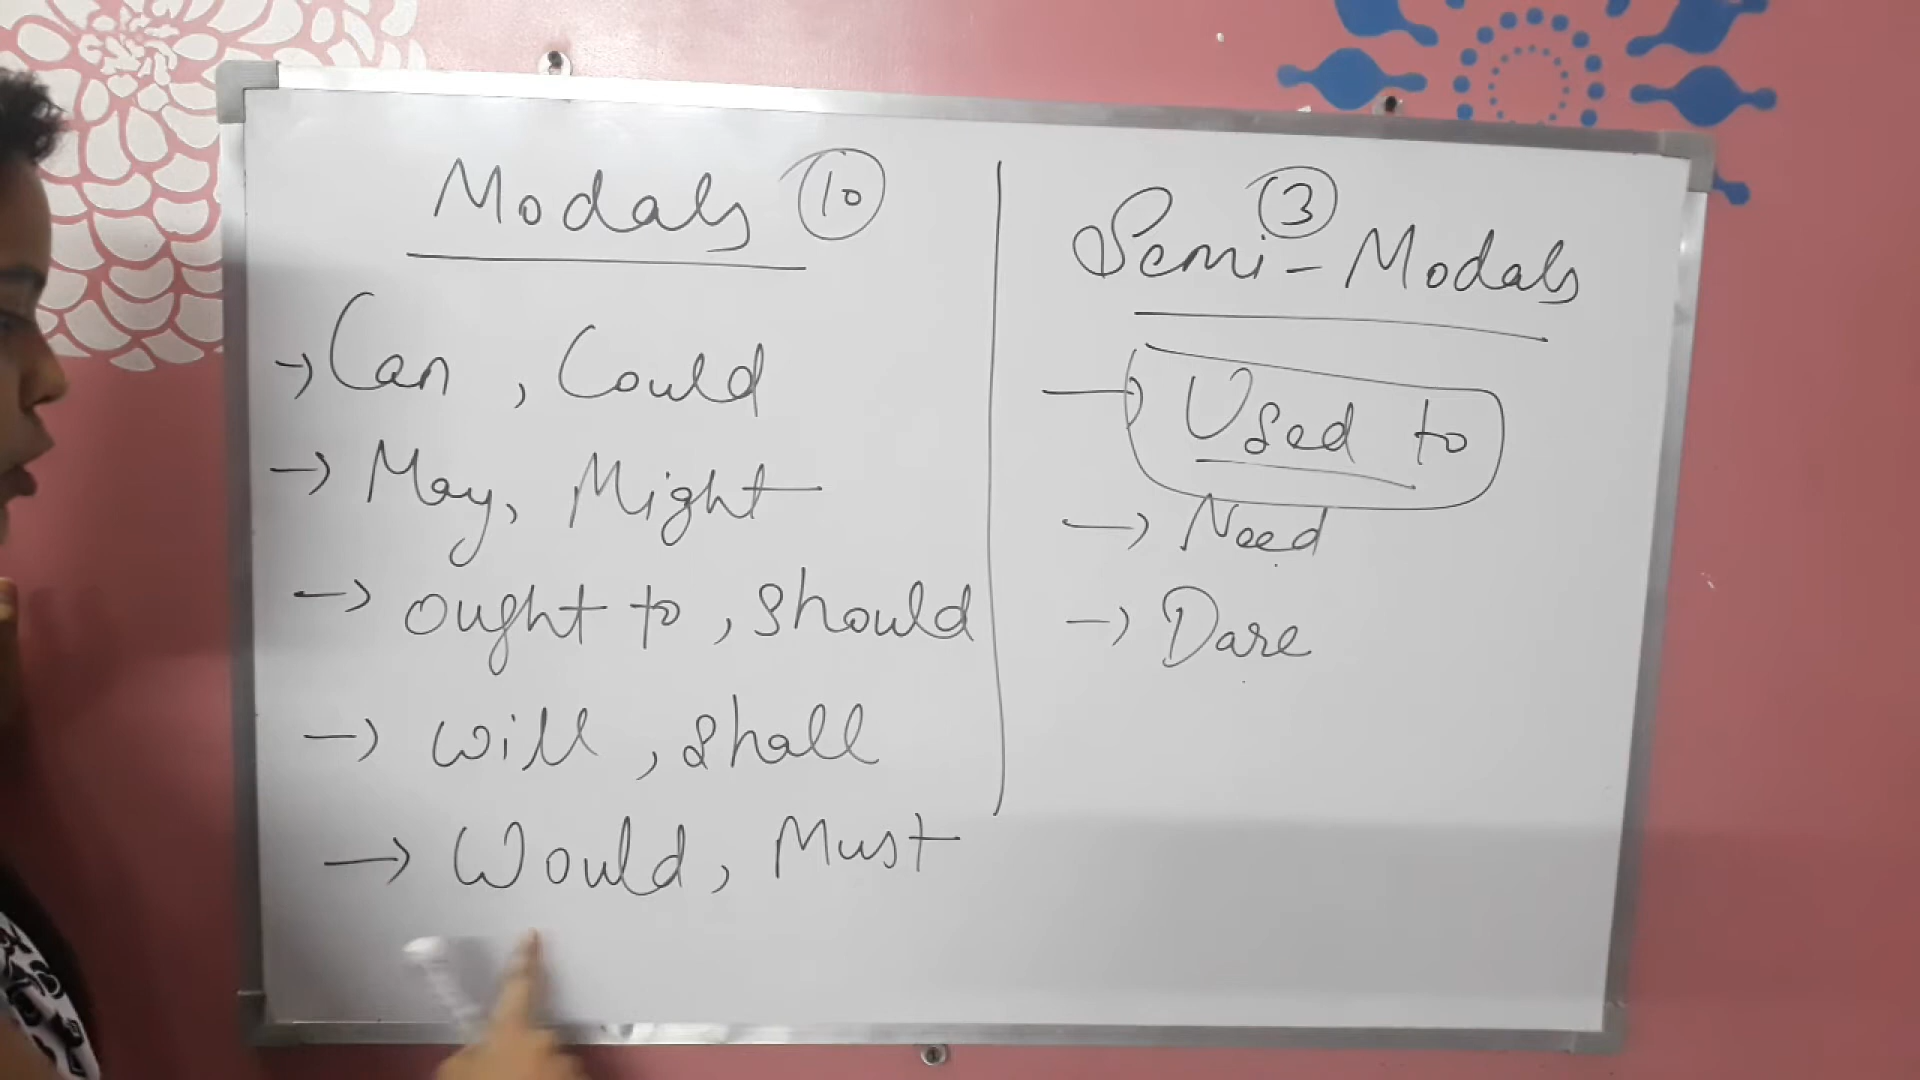 Modals 10
→ Can, Could
→ May, Might
→ ought to, should
→ will, shall
→ Would, Must
3
Semi-Modals
→ Used to
→ Need
→ Dare